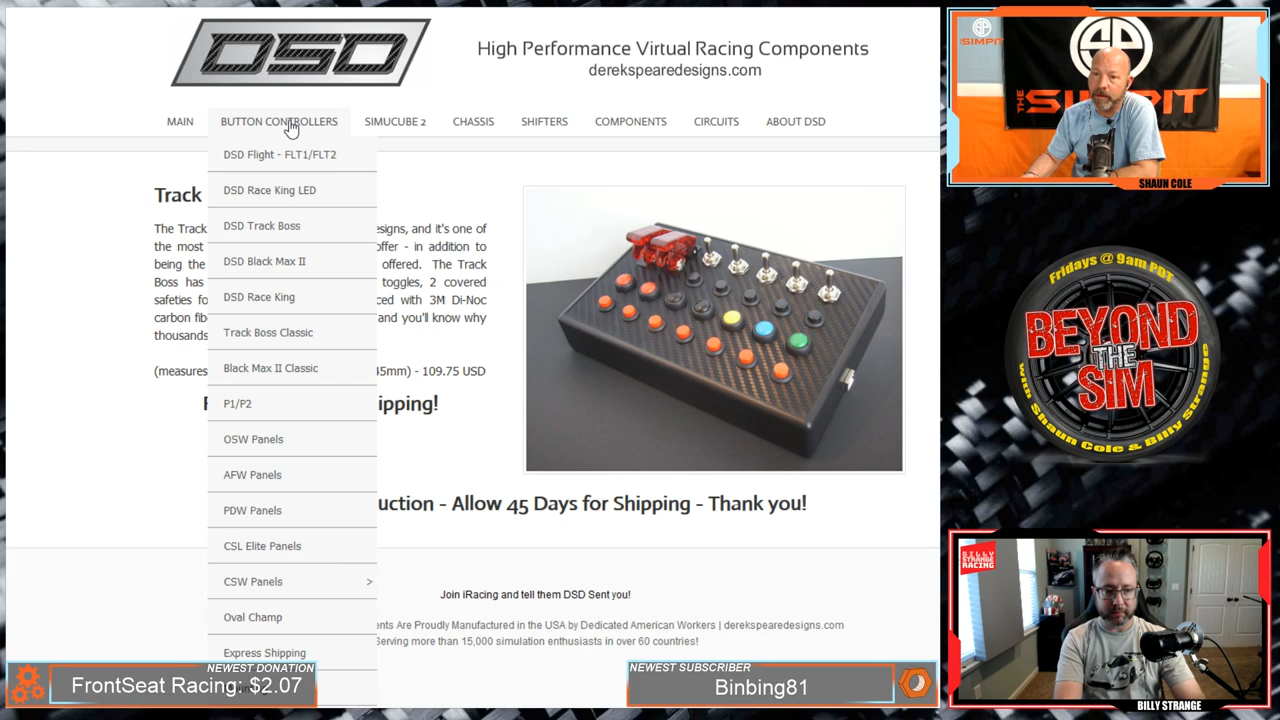 DSD
High Performance Virtual Racing Components
derekspearedesigns.com
MAIN
BUTTON CONTROLLERS
SIMUCUBE 2
CHASSIS
SHIFTERS
COMPONENTS
CIRCUITS
ABOUT DSD
DSD Flight - FLT1/FLT2
DSD Race King LED
DSD Track Boss
DSD Black Max II
DSD Race King
Track Boss Classic
Black Max II Classic
P1/P2
OSW Panels
AFW Panels
PDW Panels
CSL Elite Panels
CSW Panels >
Oval Champ
Express Shipping
Track
The Track esigns, and it's one of
the most offer - in addition to
being the offered. The Track
Boss has toggles, 2 covered
safeties fo ced with 3M Di-Noc
carbon fib and you'll know why
thousands
(measures 45mm) - 109.75 USD
ipping!
uction - Allow 45 Days for Shipping - Thank you!
Join iRacing and tell them DSD Sent you!
ents Are Proudly Manufactured in the USA by Dedicated American Workers | derekspearedesigns.com
Serving more than 15,000 simulation enthusiasts in over 60 countries!
NEWEST DONATION
FrontSeat Racing: $2.07
NEWEST SUBSCRIBER
Binbing81
SP
SIMPIT
THE SIMPIT
SHAUN COLE
Fridays @ 9am PDT
BEYOND
THE
SIM
With Shaun Cole & Billy Strange
BILLY
STRANGE
RACING
BILLY STRANGE